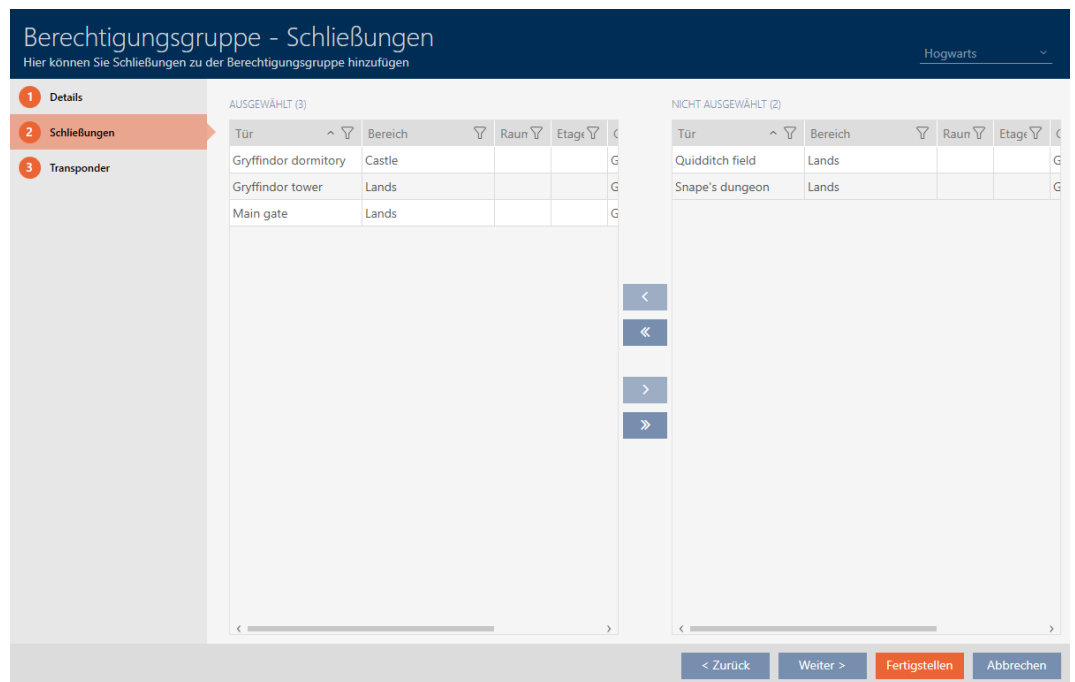 Berechtigungsgruppe - Schließungen
Hier können Sie Schließungen zu der Berechtigungsgruppe hinzufügen
Hogwarts
1 Details
2 Schließungen
3 Transponder
AUSGEWÄHLT (3)
Tür Bereich Raum Etage
Gryffindor dormitory Castle G
Gryffindor tower Lands G
Main gate Lands G
NICHT AUSGEWÄHLT (2)
Tür Bereich Raum Etage
Quidditch field Lands G
Snape's dungeon Lands G
< Zurück Weiter > Fertigstellen Abbrechen